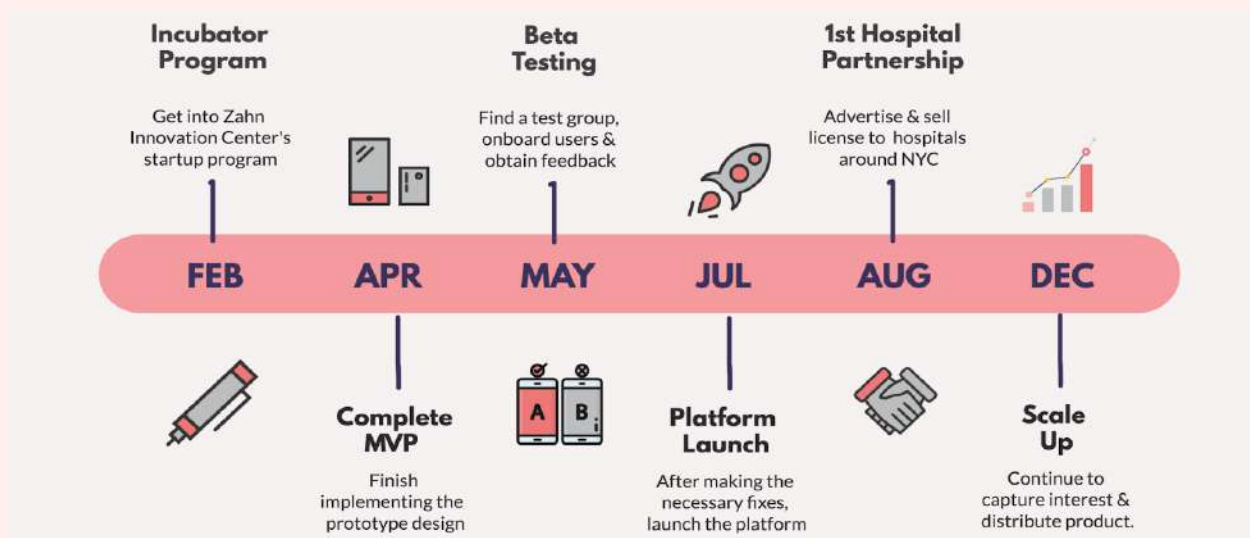 Incubator
Program
Get into Zahn
Innovation Center's
startup program
Beta
Testing
Find a test group,
onboard users &
obtain feedback
1st Hospital
Partnership
Advertise & sell
license to hospitals
around NYC
FEB
APR
MAY
JUL
AUG
DEC
A
B
Complete
MVP
Finish
implementing the
prototype design
Platform
Launch
After making the
necessary fixes,
launch the platform
Scale
Up
Continue to
capture interest &
distribute product.